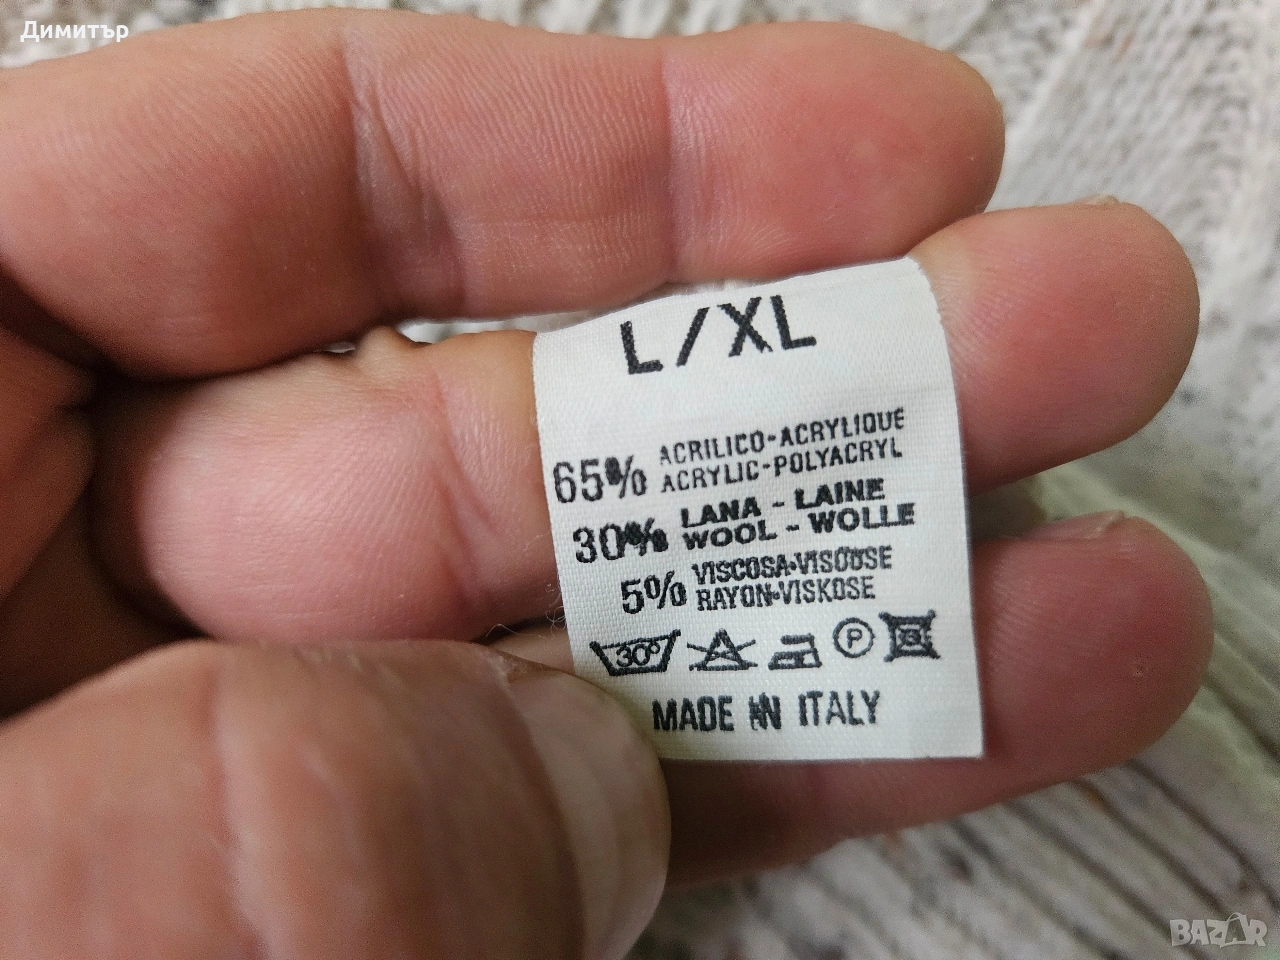 Димитър
L/XL
65% ACRILICO-ACRYLIQUE
ACRYLIC-POLYACRYL
30% LANA - LAINE
WOOL - WOLLE
5% VISCOSA-VISCOSE
RAYON-VISKOSE
30° P
MADE IN ITALY
BAZAR